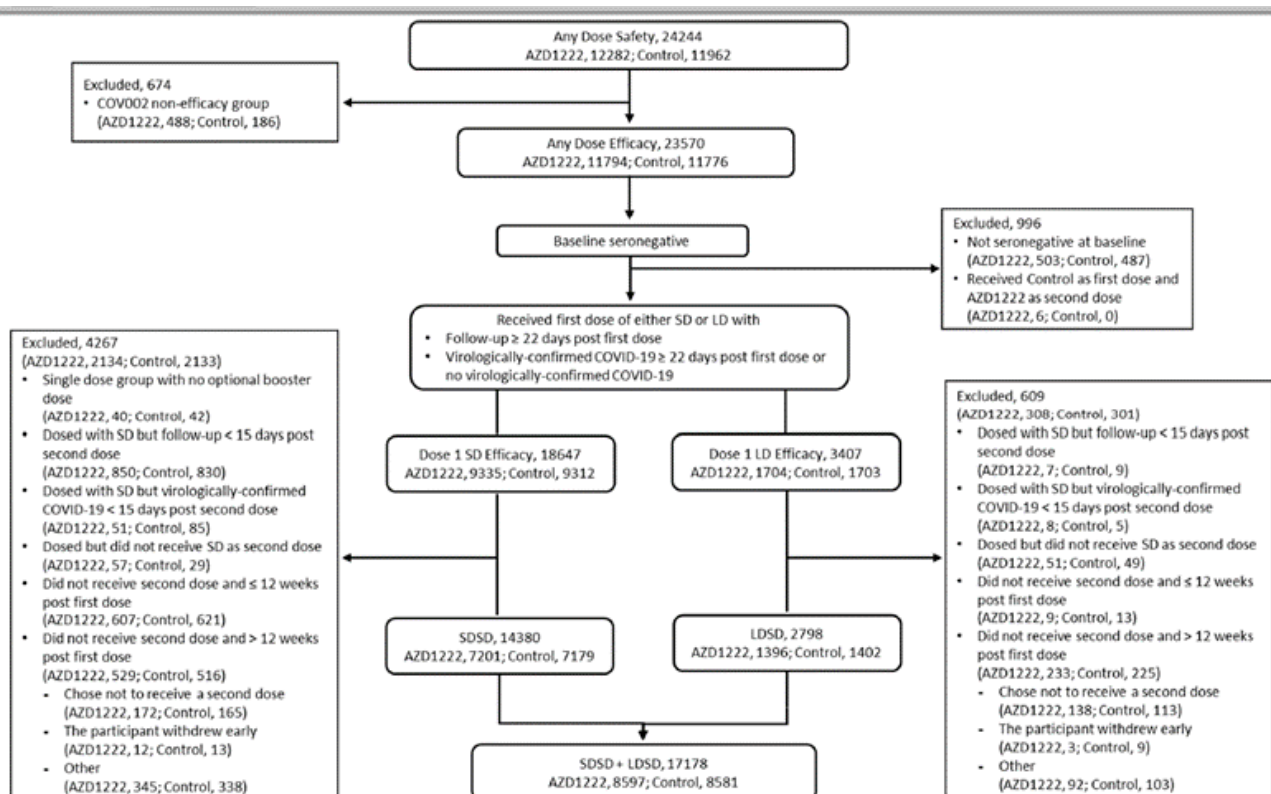 Any Dose Safety, 24244
AZD1222, 12282; Control, 11962
Excluded, 674
• COV002 non-efficacy group
(AZD1222, 488; Control, 186)
Any Dose Efficacy, 23570
AZD1222, 11794; Control, 11776
Baseline seronegative
Excluded, 996
• Not seronegative at baseline
(AZD1222, 503; Control, 487)
• Received Control as first dose and
AZD1222 as second dose
(AZD1222, 6; Control, 0)
Received first dose of either SD or LD with
• Follow-up ≥ 22 days post first dose
• Virologically-confirmed COVID-19 ≥ 22 days post first dose or
no virologically-confirmed COVID-19
Excluded, 4267
(AZD1222, 2134; Control, 2133)
• Single dose group with no optional booster
dose
(AZD1222, 40; Control, 42)
• Dosed with SD but follow-up < 15 days post
second dose
(AZD1222, 850; Control, 830)
• Dosed with SD but virologically-confirmed
COVID-19 < 15 days post second dose
(AZD1222, 51; Control, 85)
• Dosed but did not receive SD as second dose
(AZD1222, 57; Control, 29)
• Did not receive second dose and ≤ 12 weeks
post first dose
(AZD1222, 607; Control, 621)
• Did not receive second dose and > 12 weeks
post first dose
(AZD1222, 529; Control, 516)
- Chose not to receive a second dose
(AZD1222, 172; Control, 165)
- The participant withdrew early
(AZD1222, 12; Control, 13)
- Other
(AZD1222, 345; Control, 338)
Dose 1 SD Efficacy, 18647
AZD1222, 9335; Control, 9312
Dose 1 LD Efficacy, 3407
AZD1222, 1704; Control, 1703
Excluded, 609
(AZD1222, 308; Control, 301)
• Dosed with SD but follow-up < 15 days post
second dose
(AZD1222, 7; Control, 9)
• Dosed with SD but virologically-confirmed
COVID-19 < 15 days post second dose
(AZD1222, 8; Control, 5)
• Dosed but did not receive SD as second dose
(AZD1222, 51; Control, 49)
• Did not receive second dose and ≤ 12 weeks
post first dose
(AZD1222, 9; Control, 13)
• Did not receive second dose and > 12 weeks
post first dose
(AZD1222, 233; Control, 225)
- Chose not to receive a second dose
(AZD1222, 138; Control, 113)
- The participant withdrew early
(AZD1222, 3; Control, 9)
- Other
(AZD1222, 92; Control, 103)
SDSD, 14380
AZD1222, 7201; Control, 7179
LDSD, 2798
AZD1222, 1396; Control, 1402
SDSD + LDSD, 17178
AZD1222, 8597; Control, 8581